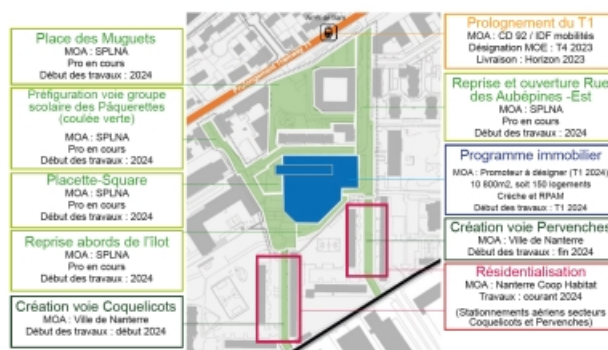 Place des Muguets
MOA : SPLNA
Pro en cours
Début des travaux : 2024
Préfiguration voie groupe
scolaire des Pâquerettes
(coulée verte)
MOA : SPLNA
Pro en cours
Début des travaux : 2024
Placette-Square
MOA : SPLNA
Pro en cours
Début des travaux : 2024
Reprise abords de l'îlot
MOA : SPLNA
Pro en cours
Début des travaux : 2024
Création voie Coquelicots
MOA : Ville de Nanterre
Début des travaux : début 2024
Prolongement
Prolognement du T1
MOA : CD 92 / IDF mobilités
Désignation MOE : T4 2023
Livraison : Horizon 2023
Reprise et ouverture Rue
des Aubépines -Est
MOA : SPLNA
Pro en cours
Début des travaux : 2024
Programme immobilier
MOA : Promoteur à désigner (T1 2024)
10 800m2, soit 150 logements
Crèche et RPAM
Début des travaux : T1 2024
Création voie Pervenches
MOA : Ville de Nanterre
Début des travaux : fin 2024
Résidentialisation
MOA : Nanterre Coop Habitat
Travaux : courant 2024
(Stationnements aériens secteurs
Coquelicots et Pervenches)